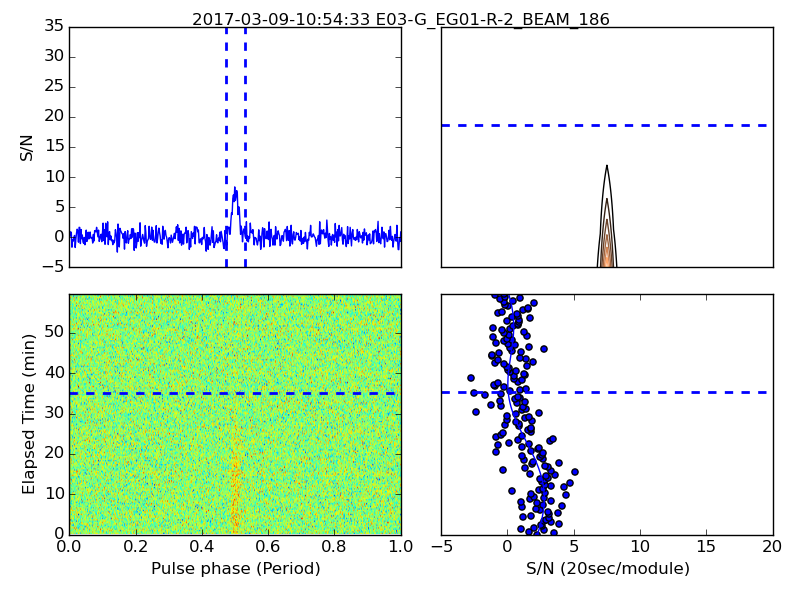 2017-03-09-10:54:33 E03-G_EG01-R-2_BEAM_186
35
30
25
20
15
10
5
0
−5
S/N
50
40
30
20
10
0
Elapsed Time (min)
0.0 0.2 0.4 0.6 0.8 1.0
Pulse phase (Period)
−5 0 5 10 15 20
S/N (20sec/module)